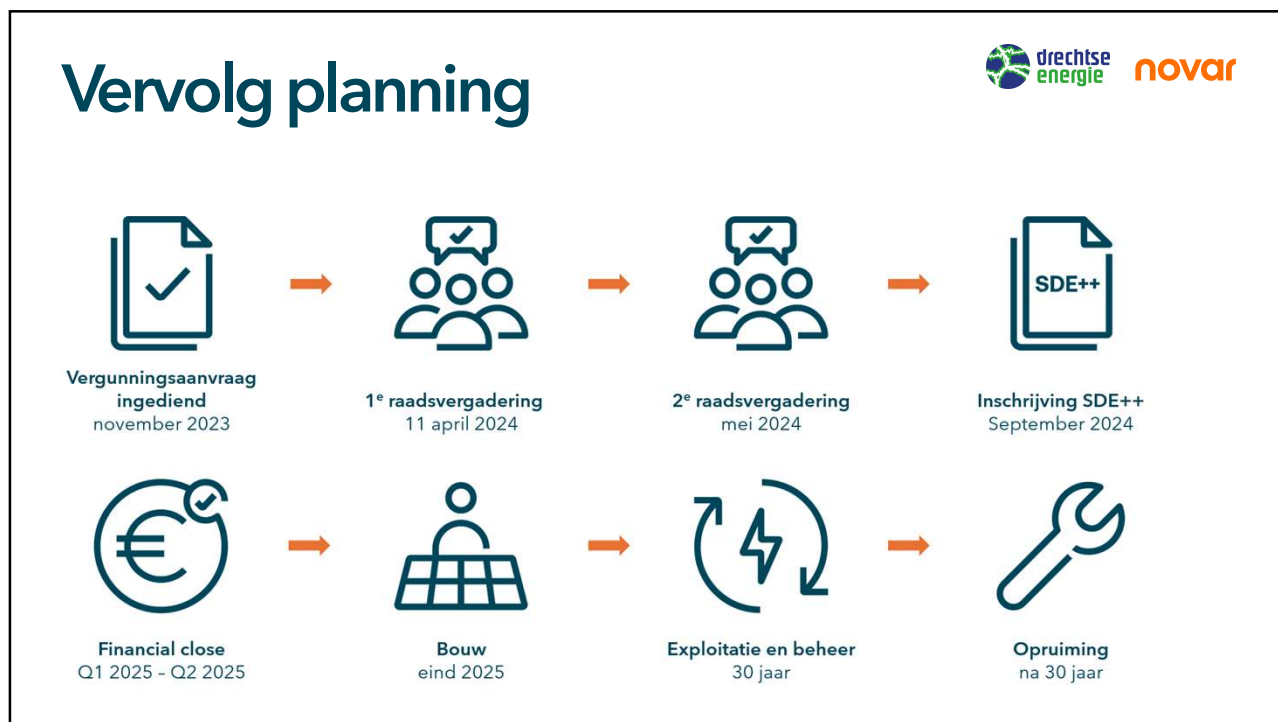 Vervolg planning
drechtse
energie
novar
SDE++
Vergunningsaanvraag
ingediend
november 2023
1e raadsvergadering
11 april 2024
2e raadsvergadering
mei 2024
Inschrijving SDE++
September 2024
Financial close
Q1 2025 – Q2 2025
Bouw
eind 2025
Exploitatie en beheer
30 jaar
Opruiming
na 30 jaar